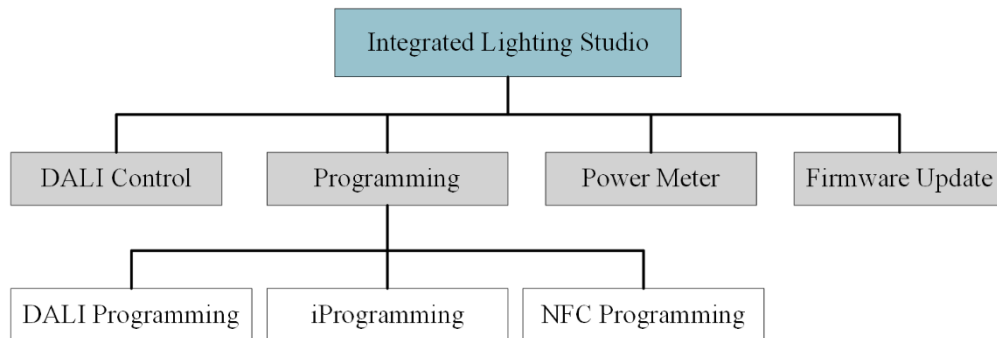 Integrated Lighting Studio
DALI Control
Programming
Power Meter
Firmware Update
DALI Programming
iProgramming
NFC Programming